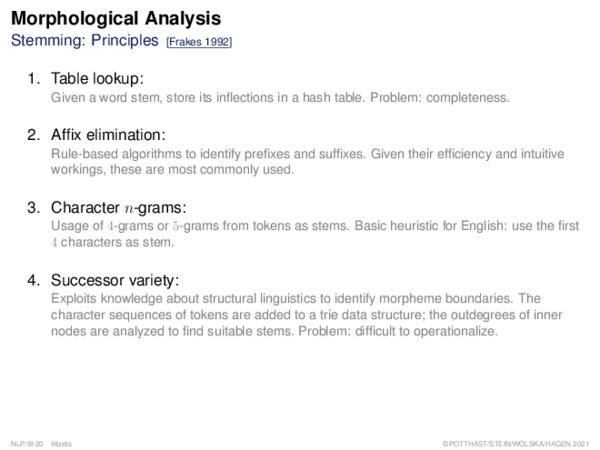 Morphological Analysis
Stemming: Principles [Frakes 1992]
1. Table lookup:
Given a word stem, store its inflections in a hash table. Problem: completeness.
2. Affix elimination:
Rule-based algorithms to identify prefixes and suffixes. Given their efficiency and intuitive
workings, these are most commonly used.
3. Character n-grams:
Usage of 4-grams or 5-grams from tokens as stems. Basic heuristic for English: use the first
4 characters as stem.
4. Successor variety:
Exploits knowledge about structural linguistics to identify morpheme boundaries. The
character sequences of tokens are added to a trie data structure; the outdegrees of inner
nodes are analyzed to find suitable stems. Problem: difficult to operationalize.
NLP:III-20 Words
©POTTHAST/STEIN/WOLSKA/HAGEN 2021